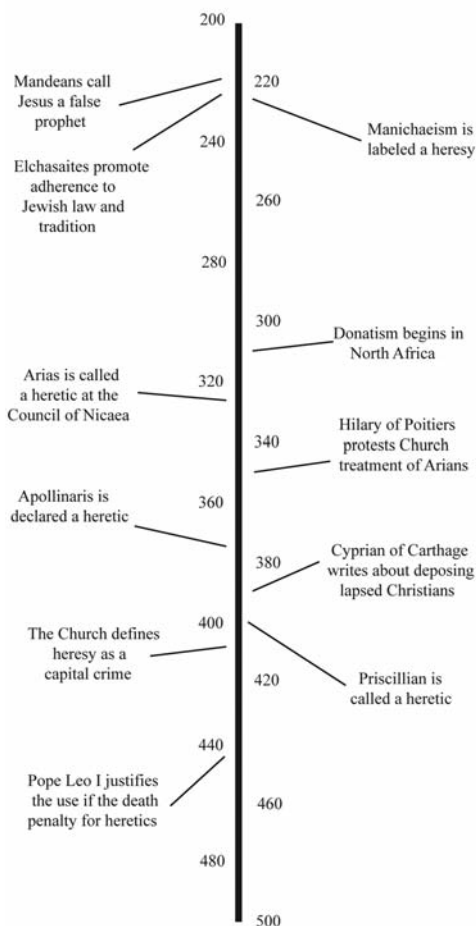 200
Mandeans call
Jesus a false
prophet
220
Manichaeism is
labeled a heresy
240
Elchasaites promote
adherence to
Jewish law and
tradition
260
280
300
Donatism begins in
North Africa
Arias is called
a heretic at the
Council of Nicaea
320
340
Hilary of Poitiers
protests Church
treatment of Arians
360
Apollinaris is
declared a heretic
380
Cyprian of Carthage
writes about deposing
lapsed Christians
400
The Church defines
heresy as a
capital crime
420
Priscillian is
called a heretic
440
Pope Leo I justifies
the use if the death
penalty for heretics
460
480
500